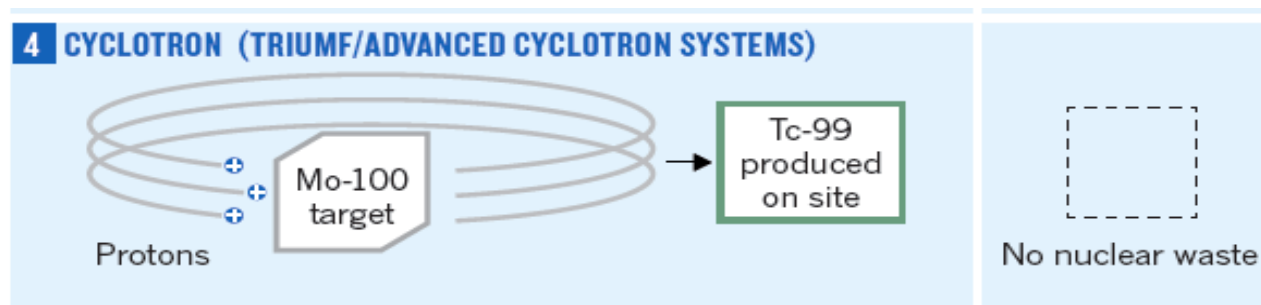 4 CYCLOTRON (TRIUMF/ADVANCED CYCLOTRON SYSTEMS)
Mo-100
target
Protons
Tc-99
produced
on site
No nuclear waste